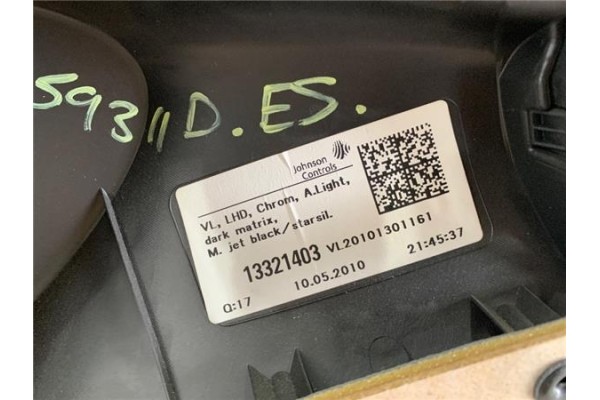 59311D.ES.
Johnson
Controls
VL, LHD, Chrom, A.Light,
dark matrix,
M. jet black/starsil.
13321403 VL20101301161
Q:17 10.05.2010 21:45:37